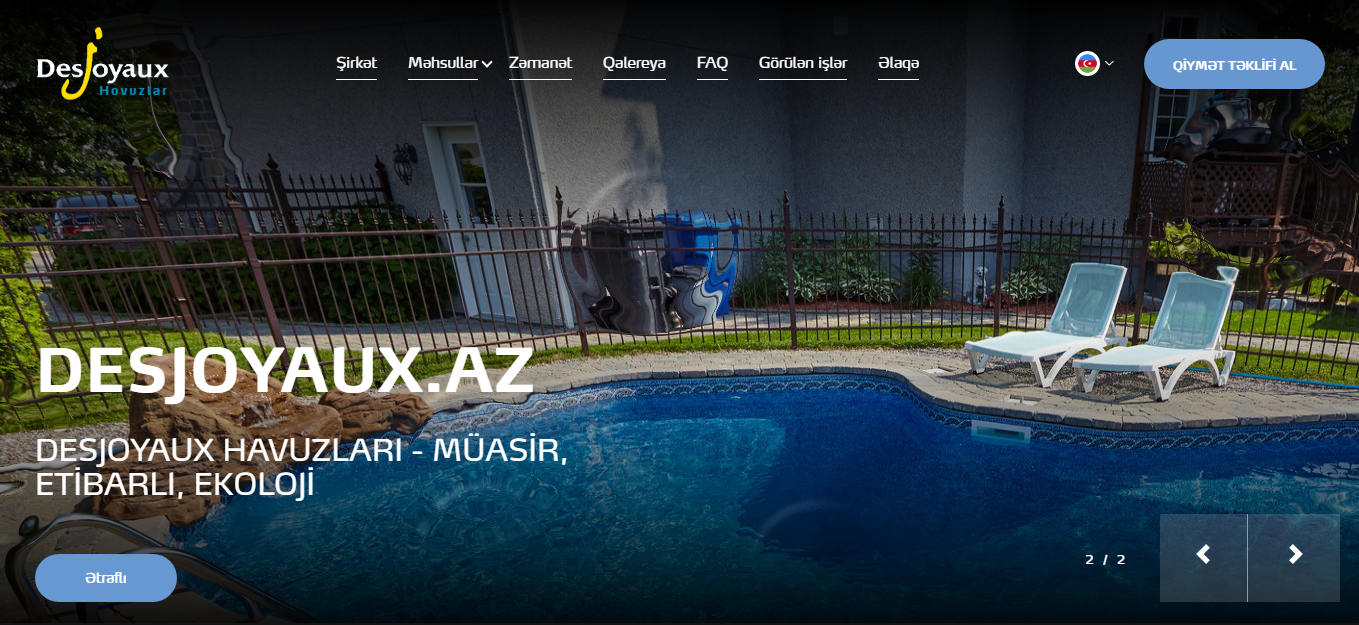 Desjoyaux
Hovuzlar
Şirkət
Məhsullar
Zəmanət
Qalereya
FAQ
Görülən işlər
Əlaqə
QİYMƏT TƏKLİFİ AL
DESJOYAUX.AZ
DESJOYAUX HAVUZLARI - MÜASİR,
ETİBARLI, EKOLOJİ
Ətraflı
2 / 2